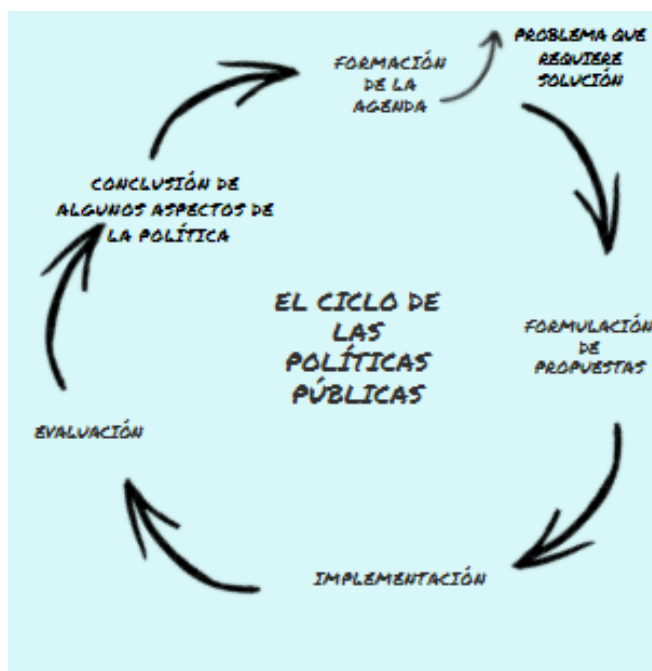 FORMACIÓN
DE LA
AGENDA
PROBLEMA QUE
REQUIERE
SOLUCIÓN
FORMULACIÓN
DE
PROPUESTAS
IMPLEMENTACIÓN
EVALUACIÓN
CONCLUSIÓN DE
ALGUNOS ASPECTOS DE
LA POLÍTICA
EL CICLO DE
LAS
POLÍTICAS
PÚBLICAS